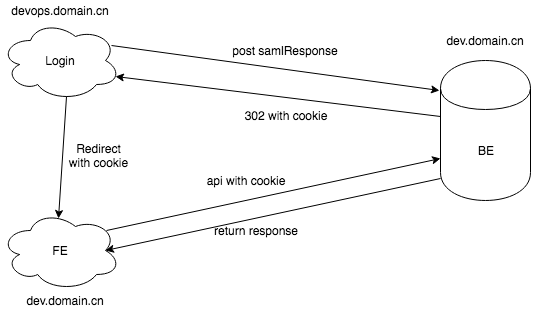 devops.domain.cn
Login
post samlResponse
dev.domain.cn
302 with cookie
BE
Redirect
with cookie
api with cookie
return response
FE
dev.domain.cn